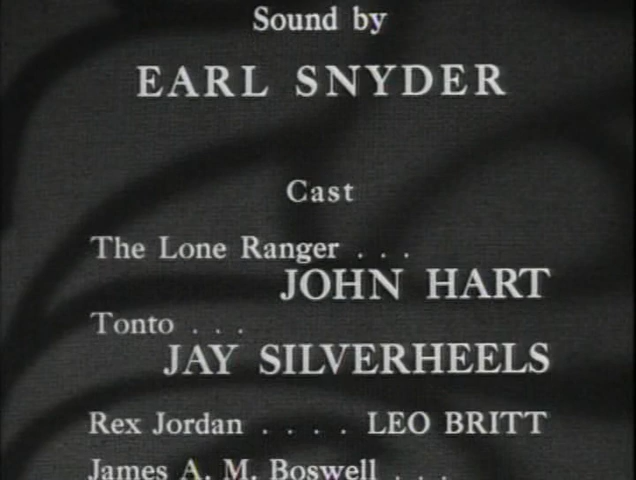 Sound by
EARL SNYDER
Cast
The Lone Ranger . . .
JOHN HART
Tonto . . .
JAY SILVERHEELS
Rex Jordan . . . . LEO BRITT
James A. M. Boswell . . .